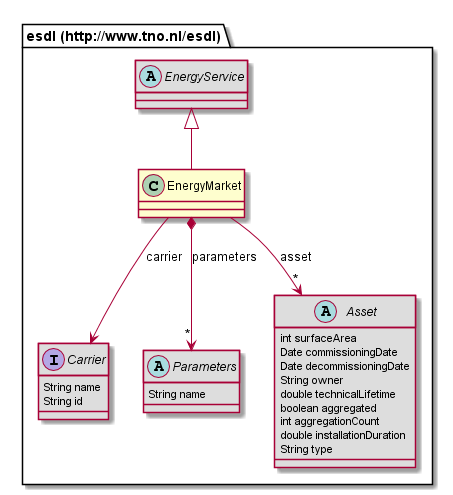 esdl (http://www.tno.nl/esdl)
A EnergyService
C EnergyMarket
carrier
parameters
asset
*
*
I Carrier
String name
String id
A Parameters
String name
A Asset
int surfaceArea
Date commissioningDate
Date decommissioningDate
String owner
double technicalLifetime
boolean aggregated
int aggregationCount
double installationDuration
String type